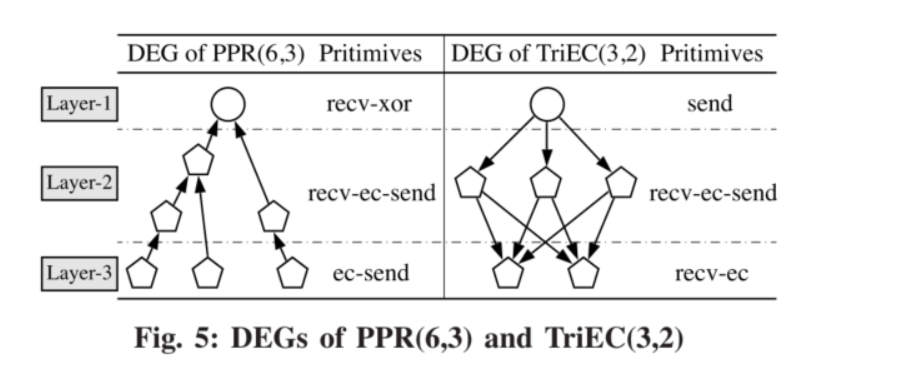 DEG of PPR(6,3) Pritimives DEG of TriEC(3,2) Pritimives
Layer-1 recv-xor send
Layer-2 recv-ec-send recv-ec-send
Layer-3 ec-send recv-ec
Fig. 5: DEGs of PPR(6,3) and TriEC(3,2)